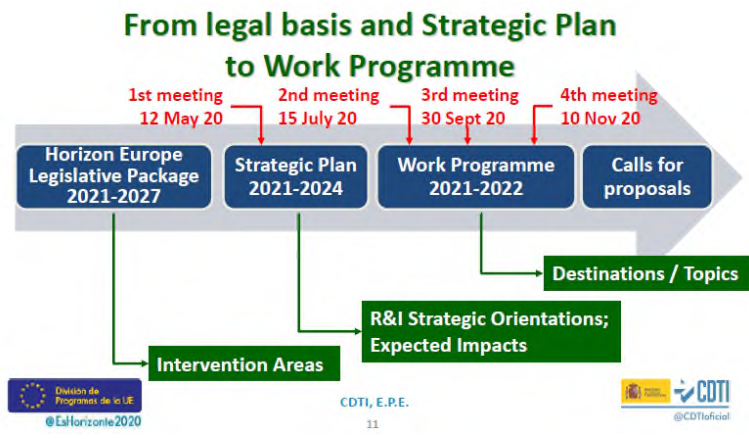 From legal basis and Strategic Plan
to Work Programme
1st meeting
12 May 20
2nd meeting
15 July 20
3rd meeting
30 Sept 20
4th meeting
10 Nov 20
Horizon Europe
Legislative Package
2021-2027
Strategic Plan
2021-2024
Work Programme
2021-2022
Calls for
proposals
Destinations / Topics
R&I Strategic Orientations;
Expected Impacts
Intervention Areas
División de
Programas de la UE
@EsHorizonte2020
CDTI, E.P.E.
11
CDTI
@CDTIoficial